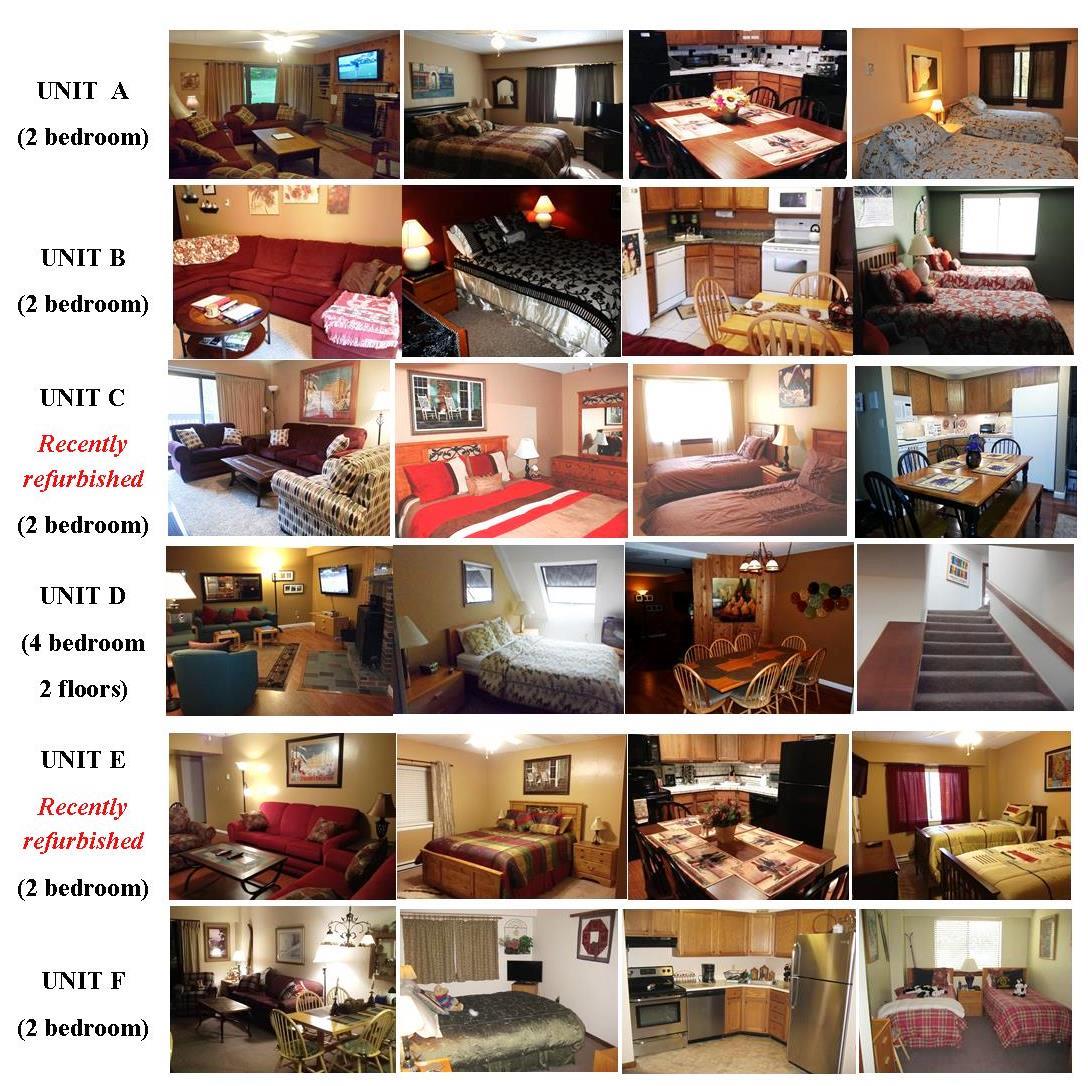 UNIT A
(2 bedroom)
UNIT B
(2 bedroom)
UNIT C
Recently
refurbished
(2 bedroom)
UNIT D
(4 bedroom
2 floors)
UNIT E
Recently
refurbished
(2 bedroom)
UNIT F
(2 bedroom)